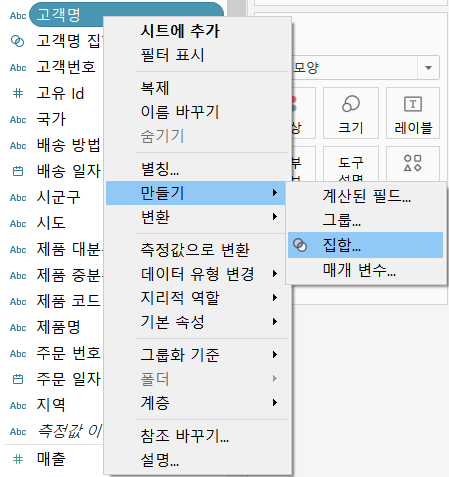 Abc 고객명
고객명 집
Abc 고객번호
# 고유 Id
Abc 국가
Abc 배송 방법
배송 일자
Abc 시군구
Abc 시도
Abc 제품 대분
Abc 제품 중분
Abc 제품 코드
Abc 제품명
Abc 주문 번호
주문 일자
Abc 지역
Abc 측정값 이
# 매출
시트에 추가
필터 표시
복제
이름 바꾸기
숨기기
별칭...
만들기
변환
측정값으로 변환
데이터 유형 변경
지리적 역할
기본 속성
그룹화 기준
폴더
계층
참조 바꾸기...
설명...
계산된 필드...
그룹...
집합...
매개 변수...
모양
상
크기
T
레이블
부
도구
설명